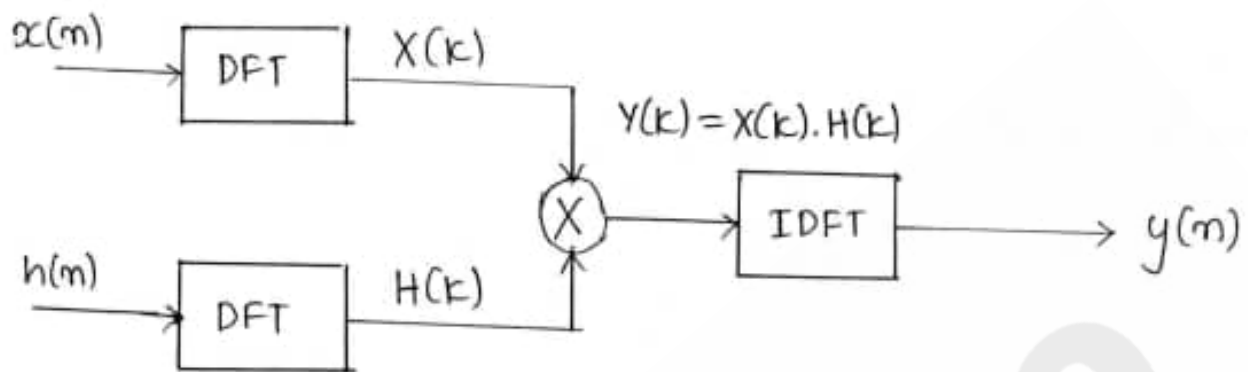 x(n)
DFT
X(k)
Y(k) = X(k). H(k)
X
IDFT
y(n)
h(n)
DFT
H(k)